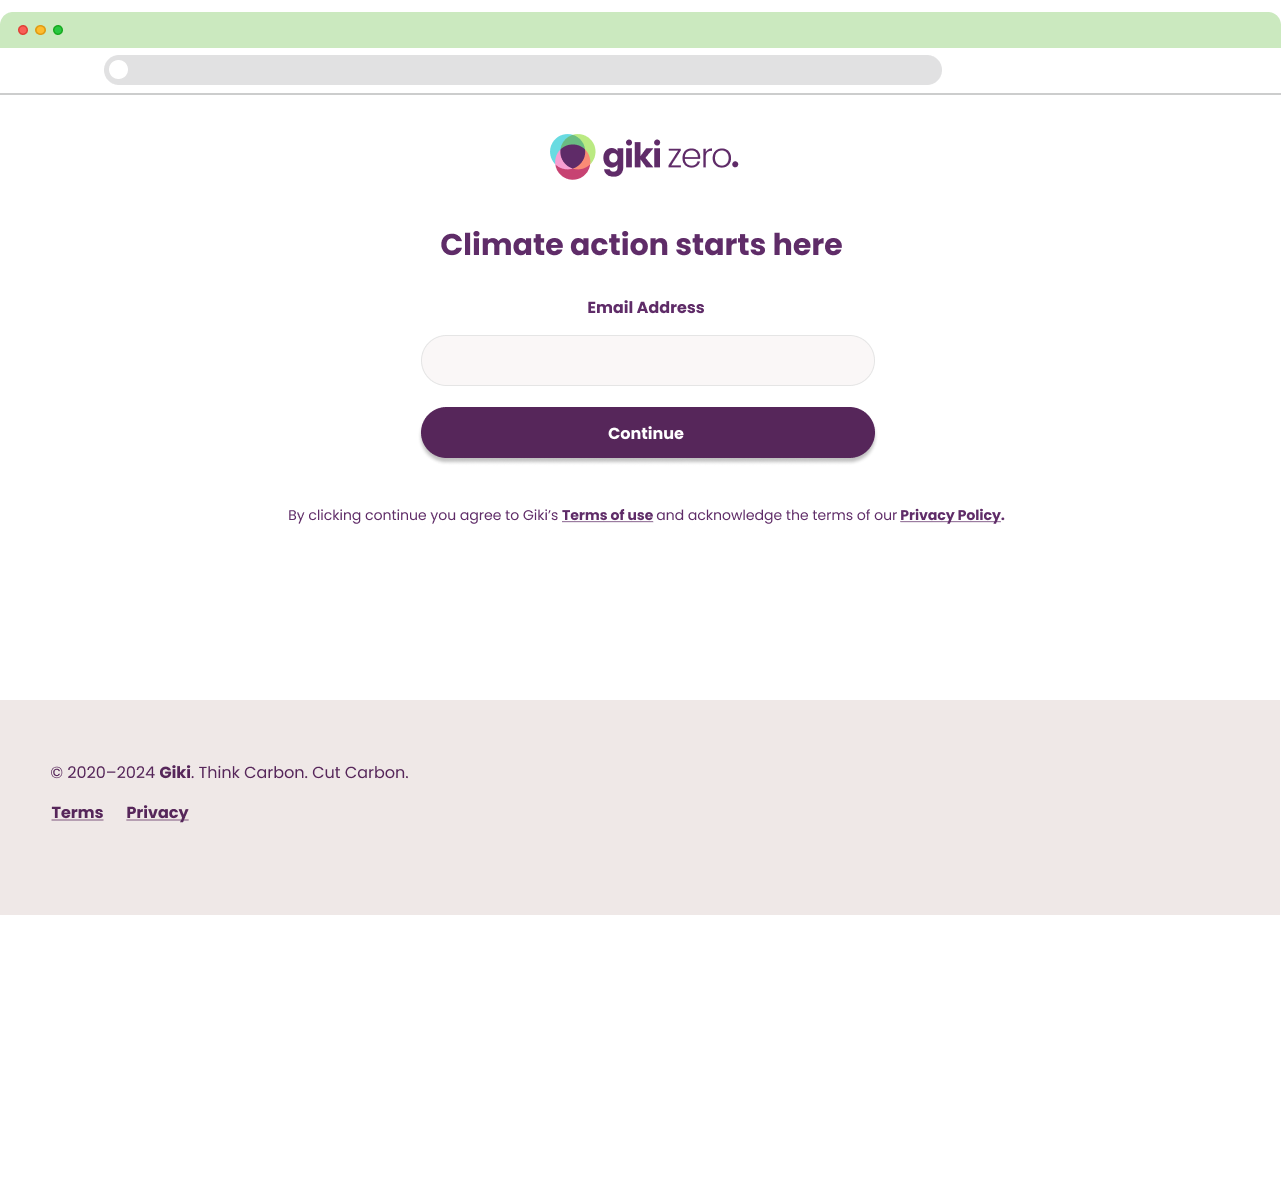 giki zero.
Climate action starts here
Email Address
Continue
By clicking continue you agree to Giki’s Terms of use and acknowledge the terms of our Privacy Policy.
© 2020–2024 Giki. Think Carbon. Cut Carbon.
Terms Privacy